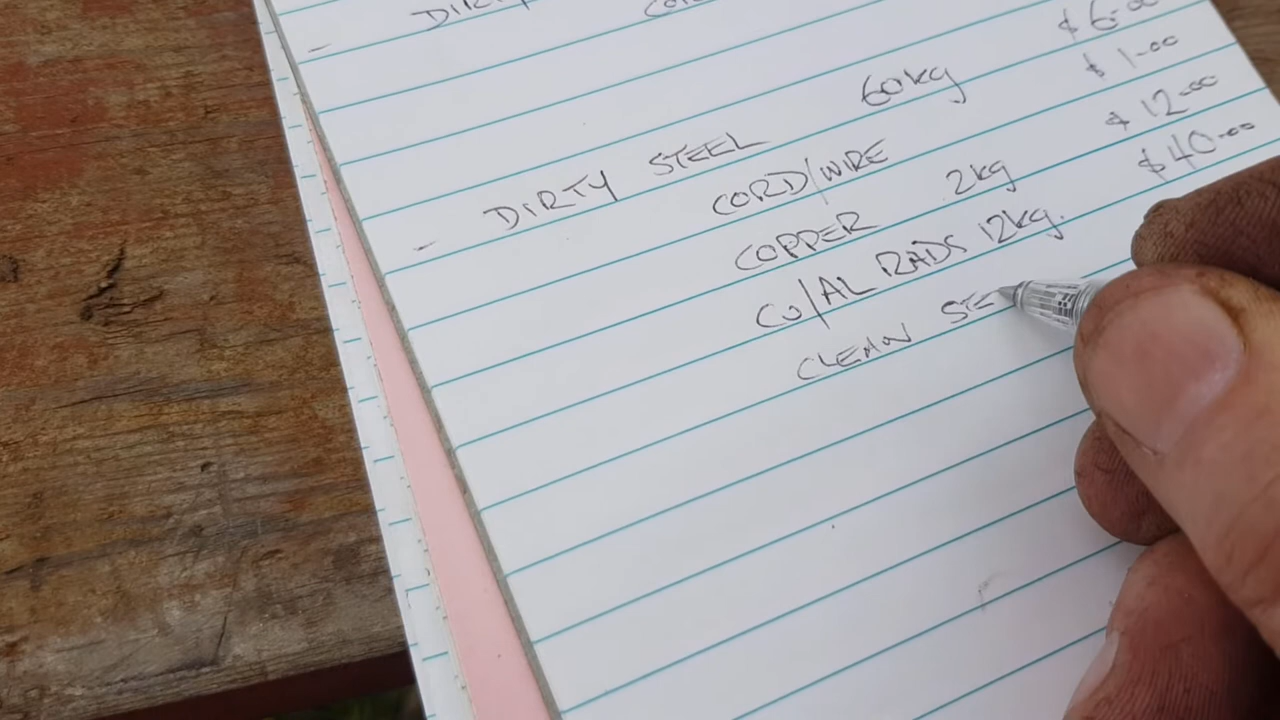 - DIRTY STEEL 60kg $6-00
CORD/WIRE $1-00
COPPER 2kg $12-00
CU/AL RADS 12kg. $40-00
CLEAN STE